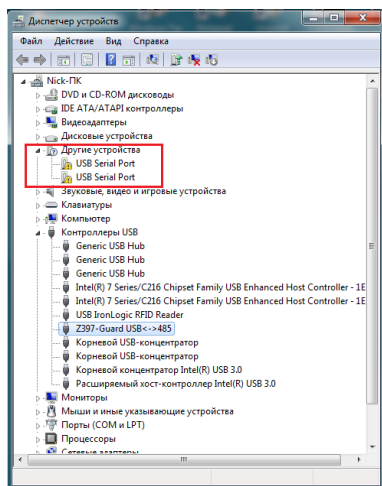 Диспетчер устройств
Файл Действие Вид Справка
Nick-ПК
DVD и CD-ROM дисководы
IDE ATA/ATAPI контроллеры
Видеоадаптеры
Дисковые устройства
Другие устройства
USB Serial Port
USB Serial Port
Звуковые, видео и игровые устройства
Клавиатуры
Компьютер
Контроллеры USB
Generic USB Hub
Generic USB Hub
Generic USB Hub
Intel(R) 7 Series/C216 Chipset Family USB Enhanced Host Controller - 1E
Intel(R) 7 Series/C216 Chipset Family USB Enhanced Host Controller - 1E
USB IronLogic RFID Reader
Z397-Guard USB<->485
Корневой USB-концентратор
Корневой USB-концентратор
Корневой концентратор Intel(R) USB 3.0
Расширяемый хост-контроллер Intel(R) USB 3.0
Мониторы
Мыши и иные указывающие устройства
Порты (COM и LPT)
Процессоры
Сетевые адаптеры